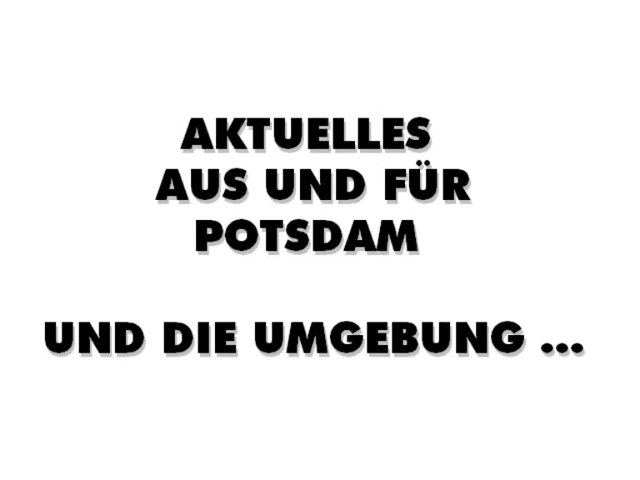 AKTUELLES
AUS UND FÜR
POTSDAM
UND DIE UMGEBUNG ...